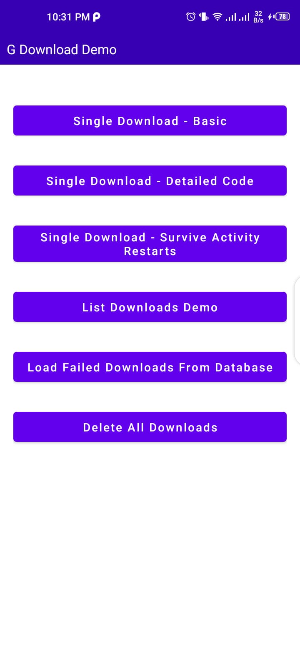 10:31 PM
32
B/s
78
G Download Demo
Single Download - Basic
Single Download - Detailed Code
Single Download - Survive Activity
Restarts
List Downloads Demo
Load Failed Downloads From Database
Delete All Downloads